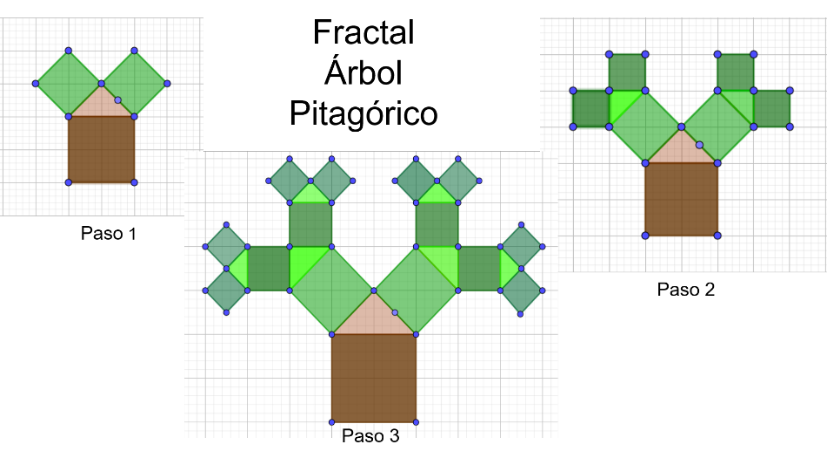 Fractal
Árbol
Pitagórico
Paso 1
Paso 2
Paso 3